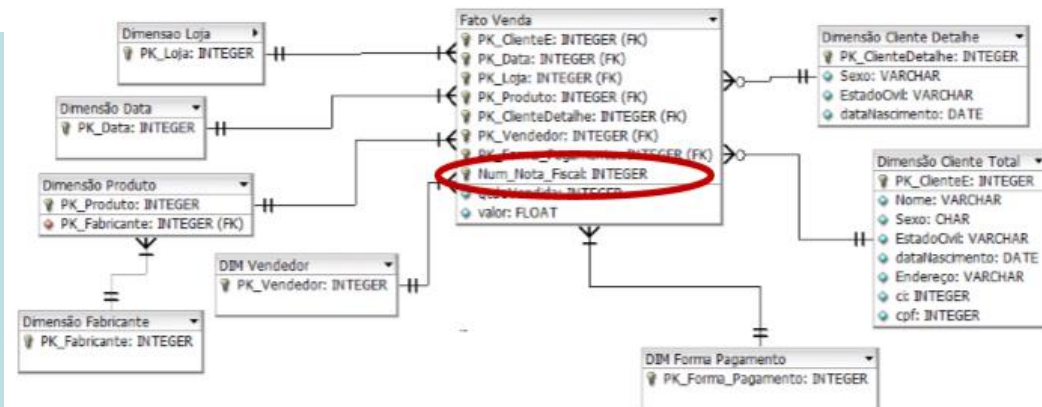 Dimensao Loja
PK_Loja: INTEGER
Dimensão Data
PK_Data: INTEGER
Dimensão Produto
PK_Produto: INTEGER
PK_Fabricante: INTEGER (FK)
Dimensão Fabricante
PK_Fabricante: INTEGER
DIM Vendedor
PK_Vendedor: INTEGER
Fato Venda
PK_ClienteE: INTEGER (FK)
PK_Data: INTEGER (FK)
PK_Loja: INTEGER (FK)
PK_Produto: INTEGER (FK)
PK_ClienteDetalhe: INTEGER (FK)
PK_Vendedor: INTEGER (FK)
PK_Forma_Pagamento: INTEGER (FK)
Num_Nota_Fiscal: INTEGER
INTEGER
valor: FLOAT
DIM Forma Pagamento
PK_Forma_Pagamento: INTEGER
Dimensão Cliente Detalhe
PK_ClienteDetalhe: INTEGER
Sexo: VARCHAR
EstadoCivil: VARCHAR
dataNascimento: DATE
Dimensão Cliente Total
PK_ClienteE: INTEGER
Nome: VARCHAR
Sexo: CHAR
EstadoCivil: VARCHAR
dataNascimento: DATE
Endereço: VARCHAR
ci: INTEGER
cpf: INTEGER